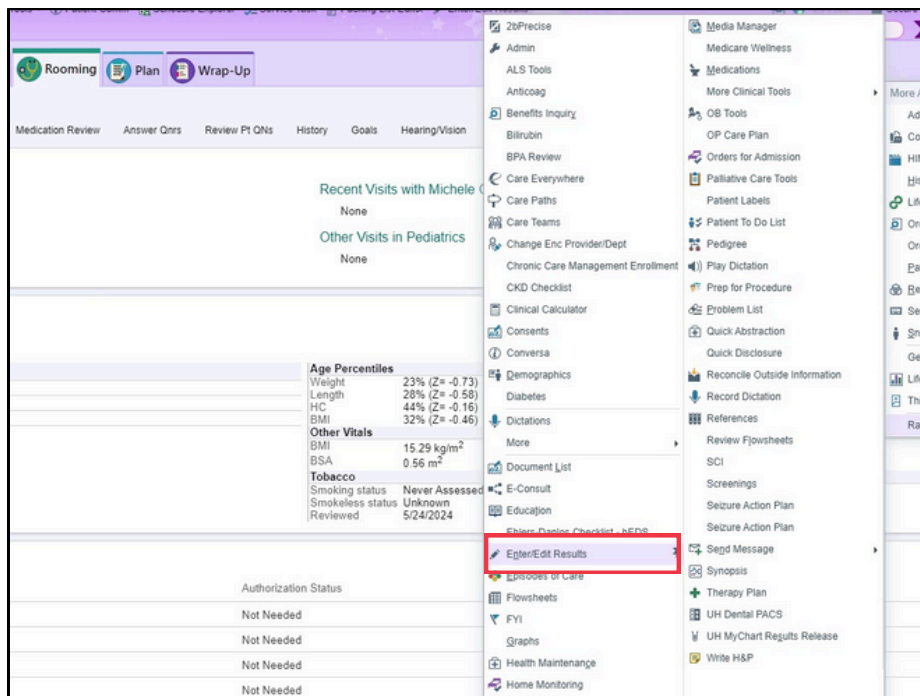 Rooming
Plan
Wrap-Up
Medication Review
Answer Qnrs
Review Pt QNs
History
Goals
Hearing/Vision
Recent Visits with Michele
None
Other Visits in Pediatrics
None
Age Percentiles
Weight 23% (Z= -0.73)
Length 28% (Z= -0.58)
HC 44% (Z= -0.16)
BMI 32% (Z= -0.46)
Other Vitals
BMI 15.29 kg/m²
BSA 0.56 m²
Tobacco
Smoking status Never Assessed
Smokeless status Unknown
Reviewed 5/24/2024
Authorization Status
Not Needed
Not Needed
Not Needed
Not Needed
2bPrecise
Admin
ALS Tools
Anticoag
Benefits Inquiry
Bilirubin
BPA Review
Care Everywhere
Care Paths
Care Teams
Change Enc Provider/Dept
Chronic Care Management Enrollment
CKD Checklist
Clinical Calculator
Consents
Conversa
Demographics
Diabetes
Dictations
More
Document List
E-Consult
Education
Ehlers-Danlos Checklist - hEDS
Enter/Edit Results
Episodes of Care
Flowsheets
FYI
Graphs
Health Maintenance
Home Monitoring
Media Manager
Medicare Wellness
Medications
More Clinical Tools
OB Tools
OP Care Plan
Orders for Admission
Palliative Care Tools
Patient Labels
Patient To Do List
Pedigree
Play Dictation
Prep for Procedure
Problem List
Quick Abstraction
Quick Disclosure
Reconcile Outside Information
Record Dictation
References
Review Flowsheets
SCI
Screenings
Seizure Action Plan
Seizure Action Plan
Send Message
Synopsis
Therapy Plan
UH Dental PACS
UH MyChart Results Release
Write H&P
More